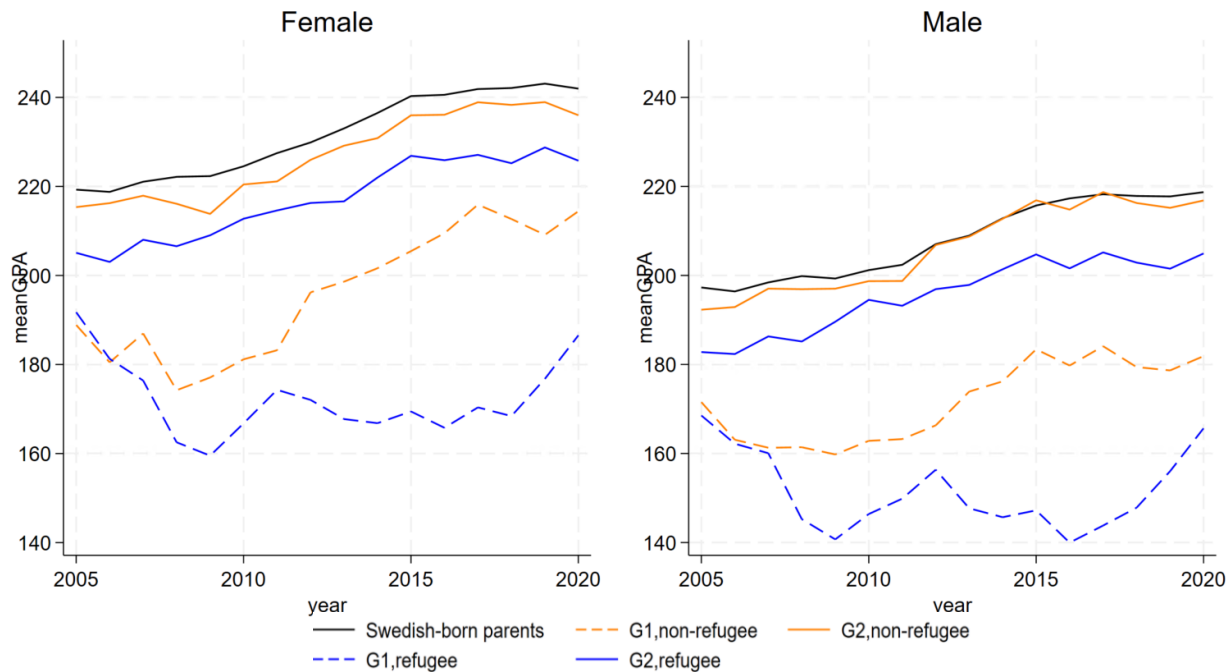 Female
meanGPA
240
220
200
180
160
140
2005 2010 2015 2020
year
Male
meanGPA
240
220
200
180
160
140
2005 2010 2015 2020
year
Swedish-born parents G1,non-refugee G2,non-refugee
G1,refugee G2,refugee